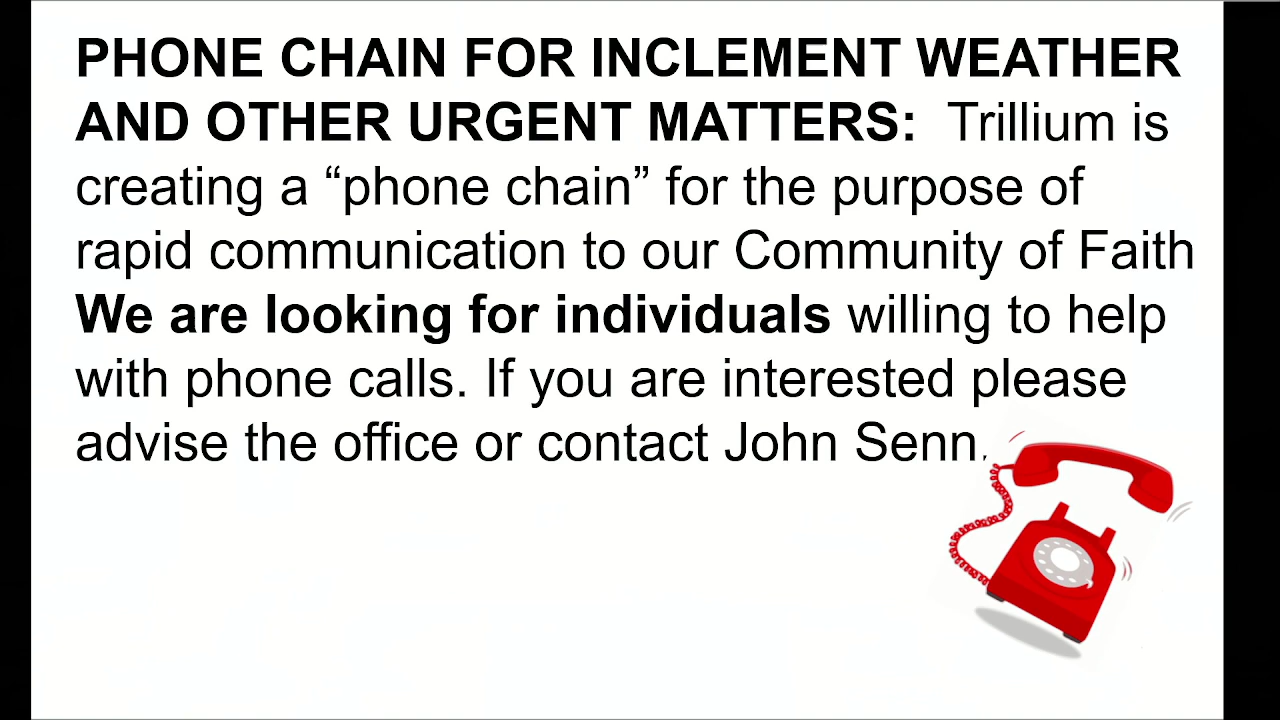 PHONE CHAIN FOR INCLEMENT WEATHER
AND OTHER URGENT MATTERS: Trillium is
creating a “phone chain” for the purpose of
rapid communication to our Community of Faith
We are looking for individuals willing to help
with phone calls. If you are interested please
advise the office or contact John Senn.